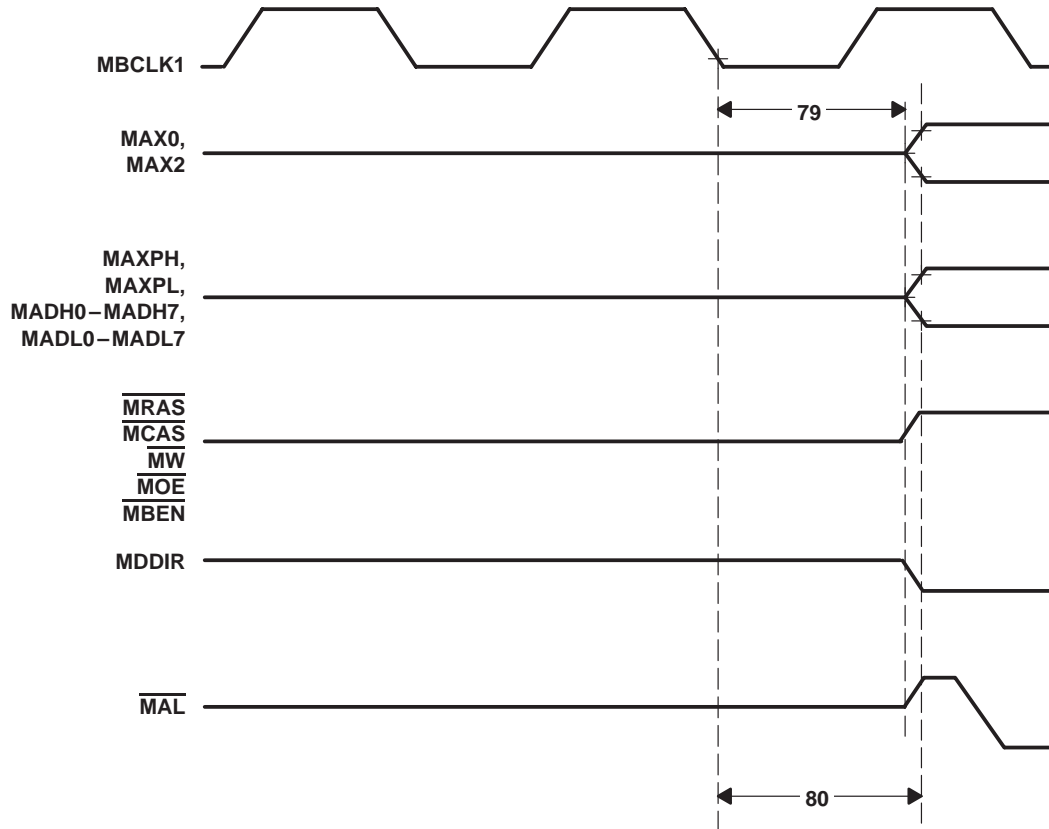 MBCLK1
79
MAX0,
MAX2
MAXPH,
MAXPL,
MADH0–MADH7,
MADL0–MADL7
MRAS
MCAS
MW
MOE
MBEN
MDDIR
MAL
80